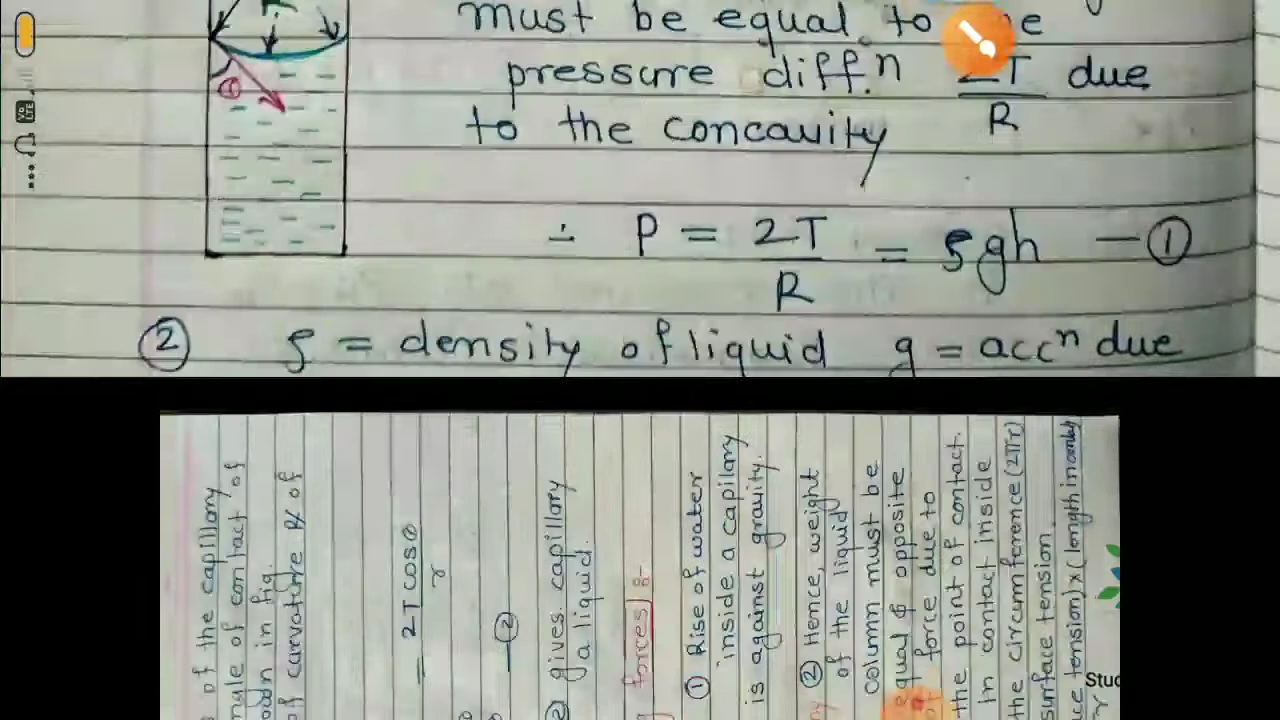 must be equal to
pressure diff.n 2T/R due
to the concavity
θ
∴ P = 2T/R = ρgh — ①
② ρ = density of liquid g = accⁿ due
of the capillary
of contact of
in fig.
of curvature R of
= 2T cosθ/r
— ②
gives capillary
a liquid.
forces :-
① Rise of water
inside a capilary
is against gravity.
② Hence, weight
of the liquid
column must be
equal & opposite
force due to
the point of contact.
in contact inside
the circumference (2πr)
surface tension.
tension) × (length in contact
Stud
r